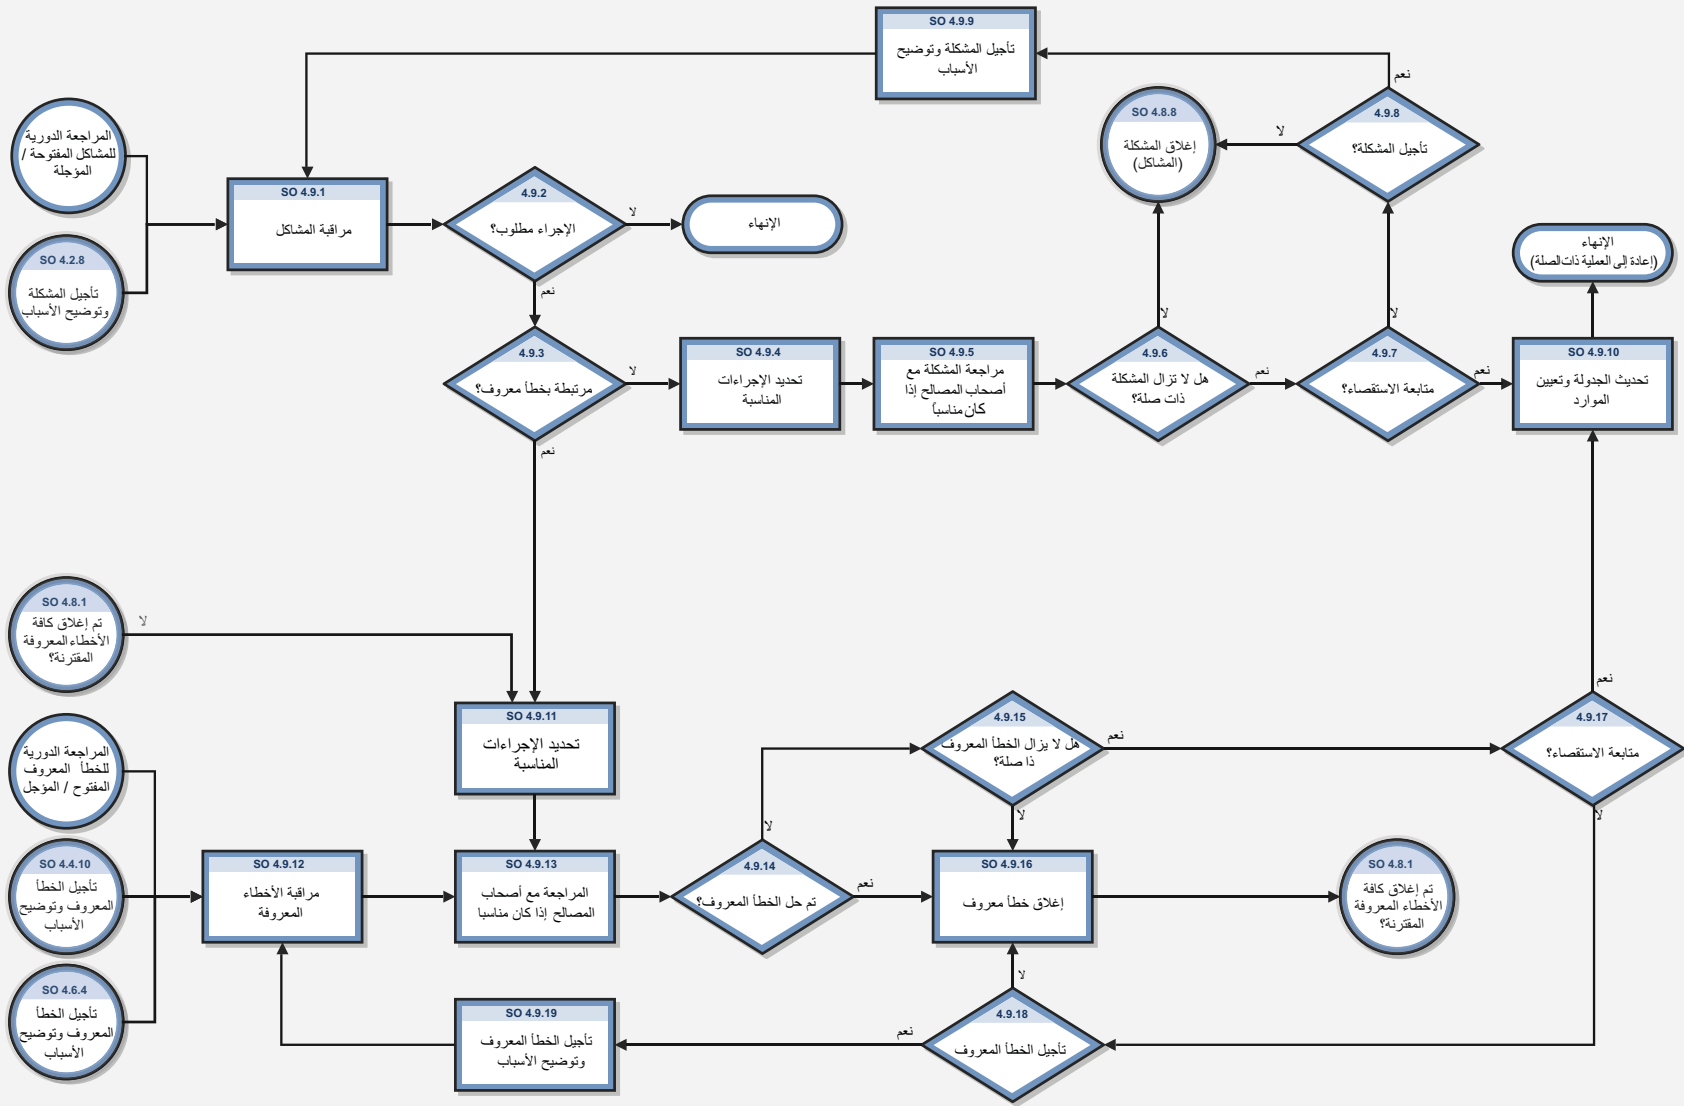 SO 4.9.9
تأجيل المشكلة وتوضيح
الأسباب
نعم
SO 4.8.8
إغلاق المشكلة
(المشاكل)
لا
4.9.8
تأجيل المشكلة؟
المراجعة الدورية
للمشاكل المفتوحة /
المؤجلة
SO 4.9.1
مراقبة المشاكل
4.9.2
الإجراء مطلوب؟
لا
الإنهاء
نعم
SO 4.2.8
تأجيل المشكلة
وتوضيح الأسباب
الإنهاء
(إعادة إلى العملية ذات الصلة)
4.9.3
مرتبطة بخطأ معروف؟
لا
نعم
SO 4.9.4
تحديد الإجراءات
المناسبة
SO 4.9.5
مراجعة المشكلة مع
أصحاب المصالح إذا
كان مناسباً
لا
4.9.6
هل لا تزال المشكلة
ذات صلة؟
نعم
لا
4.9.7
متابعة الاستقصاء؟
نعم
SO 4.9.10
تحديث الجدولة وتعيين
الموارد
SO 4.8.1
تم إغلاق كافة
الأخطاء المعروفة
المقترنة؟
لا
SO 4.9.11
تحديد الإجراءات
المناسبة
المراجعة الدورية
للخطأ المعروف
المفتوح / المؤجل
4.9.15
هل لا يزال الخطأ المعروف
ذا صلة؟
نعم
لا
نعم
4.9.17
متابعة الاستقصاء؟
لا
SO 4.4.10
تأجيل الخطأ
المعروف وتوضيح
الأسباب
SO 4.9.12
مراقبة الأخطاء
المعروفة
SO 4.9.13
المراجعة مع أصحاب
المصالح إذا كان مناسبا
لا
4.9.14
تم حل الخطأ المعروف؟
نعم
SO 4.9.16
إغلاق خطأ معروف
SO 4.8.1
تم إغلاق كافة
الأخطاء المعروفة
المقترنة؟
SO 4.6.4
تأجيل الخطأ
المعروف وتوضيح
الأسباب
SO 4.9.19
تأجيل الخطأ المعروف
وتوضيح الأسباب
نعم
لا
4.9.18
تأجيل الخطأ المعروف